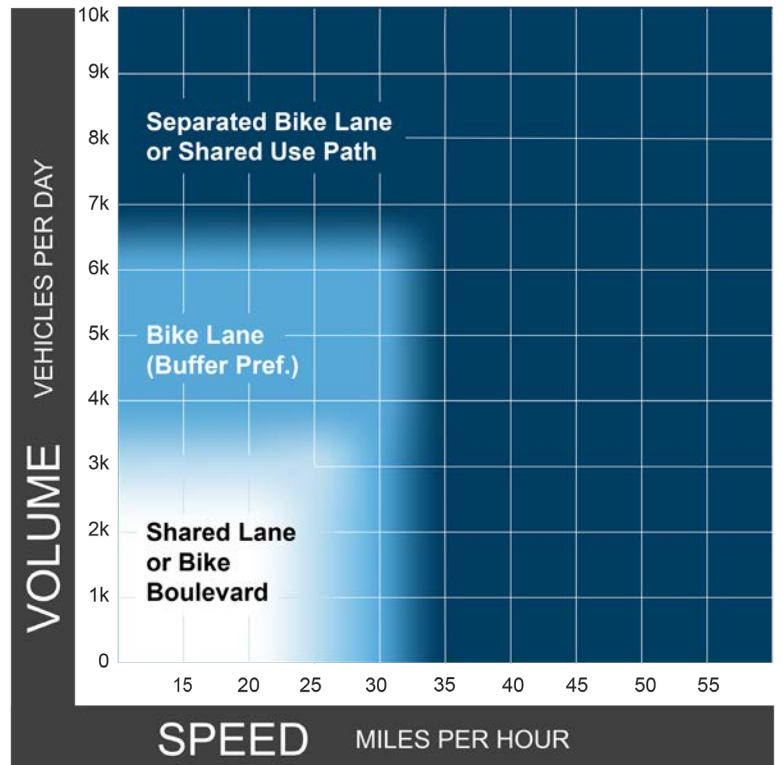 10k
9k
8k
7k
6k
5k
4k
3k
2k
1k
0
VOLUME VEHICLES PER DAY
Separated Bike Lane
or Shared Use Path
Bike Lane
(Buffer Pref.)
Shared Lane
or Bike
Boulevard
15 20 25 30 35 40 45 50 55
SPEED MILES PER HOUR